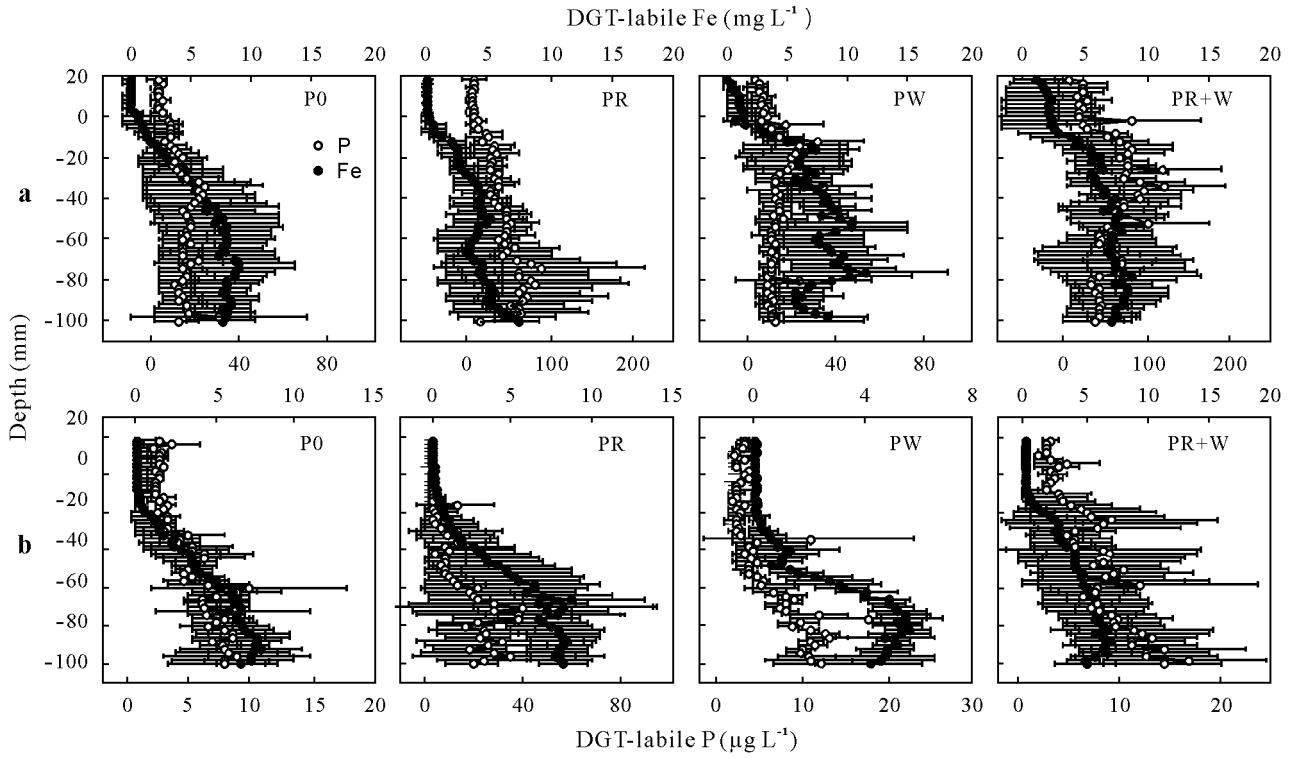 DGT-labile Fe (mg L⁻¹)
0 5 10 15 20 0 5 10 15 20 0 5 10 15 20 0 5 10 15 20
20 0 -20 -40 -60 -80 -100
P0 PR PW PR+W
P
Fe
a
0 40 80 0 100 200 0 40 80 0 100 200
Depth (mm)
0 5 10 15 0 5 10 15 0 4 8 0 5 10 15 20
20 0 -20 -40 -60 -80 -100
P0 PR PW PR+W
b
0 5 10 15 20 0 40 80 0 10 20 30 0 10 20
DGT-labile P (µg L⁻¹)